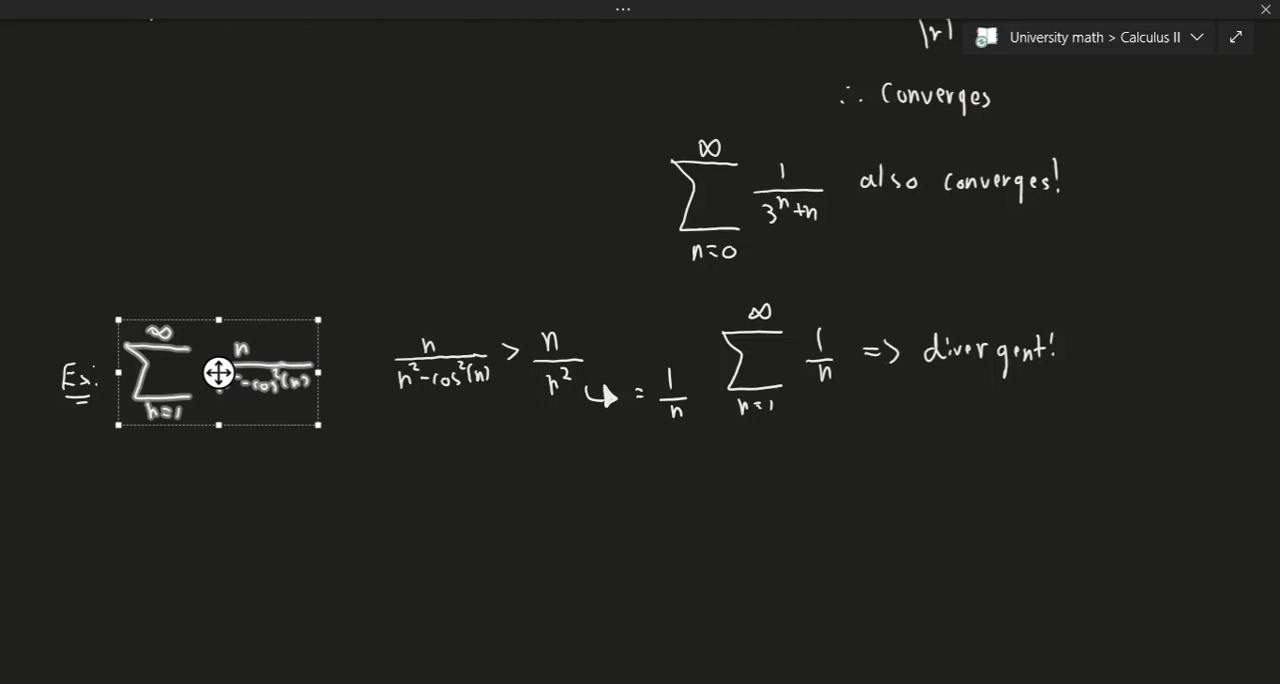 ...
|r|
University math > Calculus II
∴ Converges
∞
∑ 1/(3^n+n) also converges!
n=0
Ex: ∞ ∑ n=1 n/( -cos²(n))
n/(n²-cos²(n)) > n/n² ↳ = 1/n
∞ ∑ n=1 1/n => divergent!